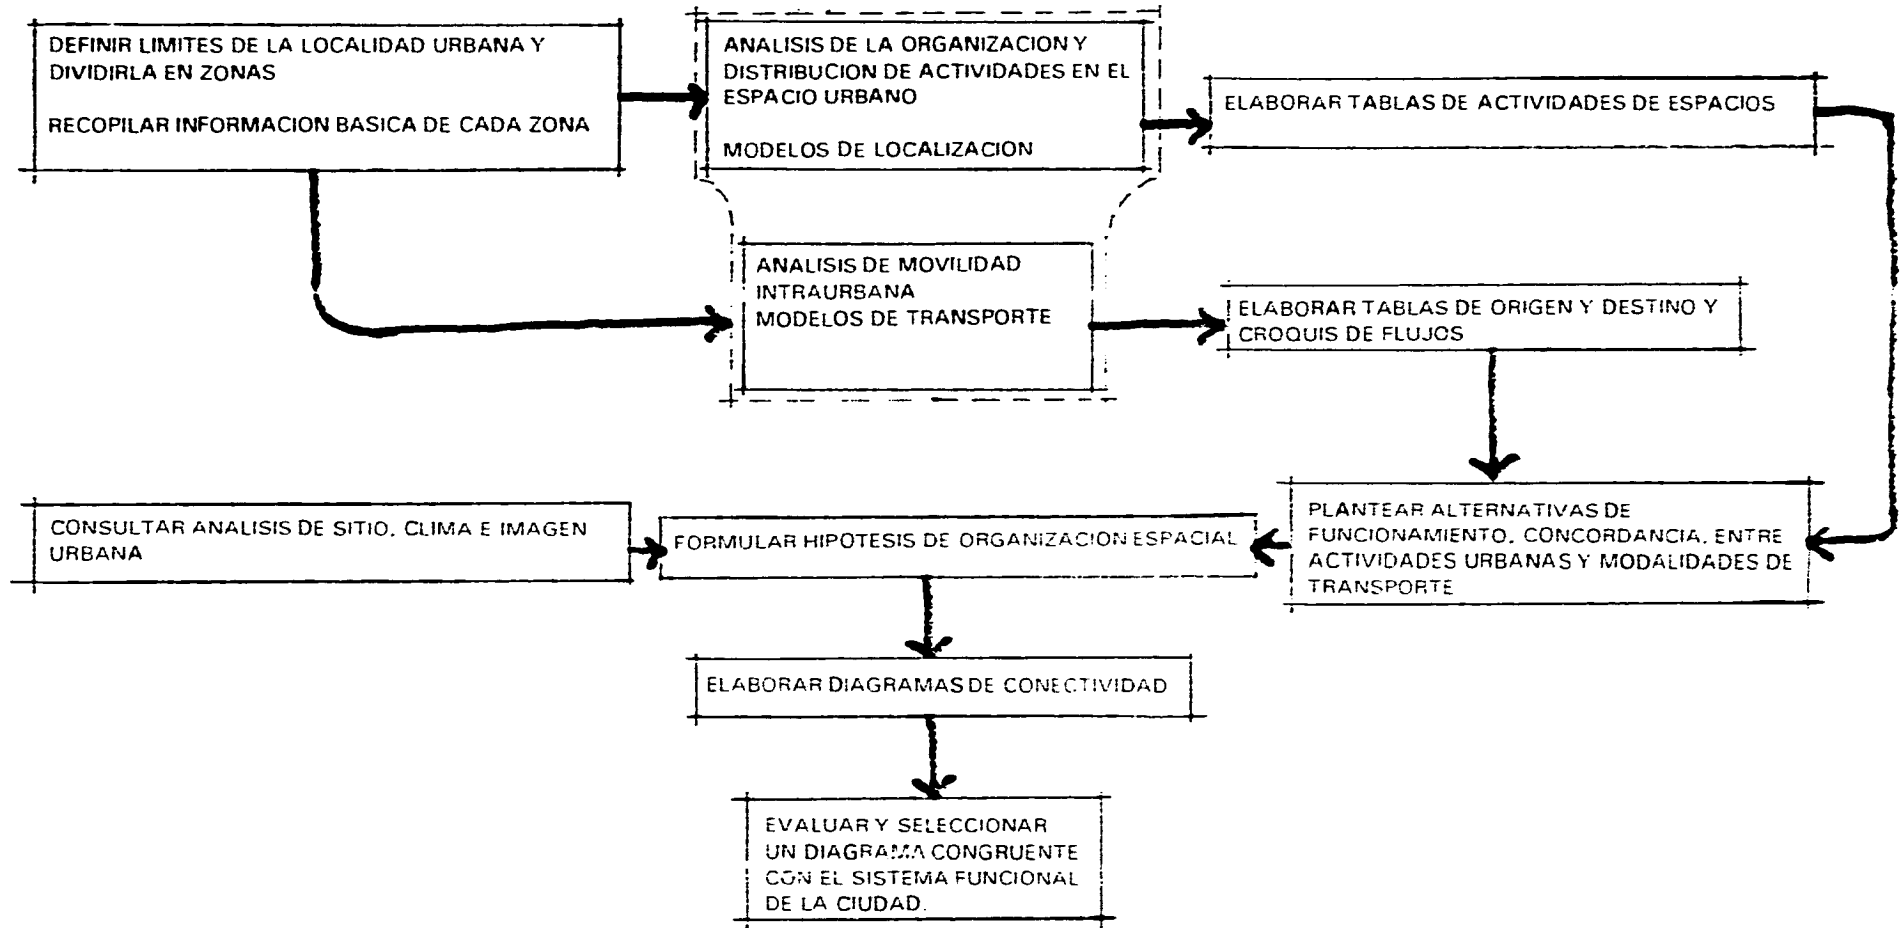 DEFINIR LIMITES DE LA LOCALIDAD URBANA Y
DIVIDIRLA EN ZONAS
RECOPILAR INFORMACION BASICA DE CADA ZONA
ANALISIS DE LA ORGANIZACION Y
DISTRIBUCION DE ACTIVIDADES EN EL
ESPACIO URBANO
MODELOS DE LOCALIZACION
ELABORAR TABLAS DE ACTIVIDADES DE ESPACIOS
ANALISIS DE MOVILIDAD
INTRAURBANA
MODELOS DE TRANSPORTE
ELABORAR TABLAS DE ORIGEN Y DESTINO Y
CROQUIS DE FLUJOS
CONSULTAR ANALISIS DE SITIO, CLIMA E IMAGEN
URBANA
FORMULAR HIPOTESIS DE ORGANIZACION ESPACIAL
PLANTEAR ALTERNATIVAS DE
FUNCIONAMIENTO, CONCORDANCIA, ENTRE
ACTIVIDADES URBANAS Y MODALIDADES DE
TRANSPORTE
ELABORAR DIAGRAMAS DE CONECTIVIDAD
EVALUAR Y SELECCIONAR
UN DIAGRAMA CONGRUENTE
CON EL SISTEMA FUNCIONAL
DE LA CIUDAD.